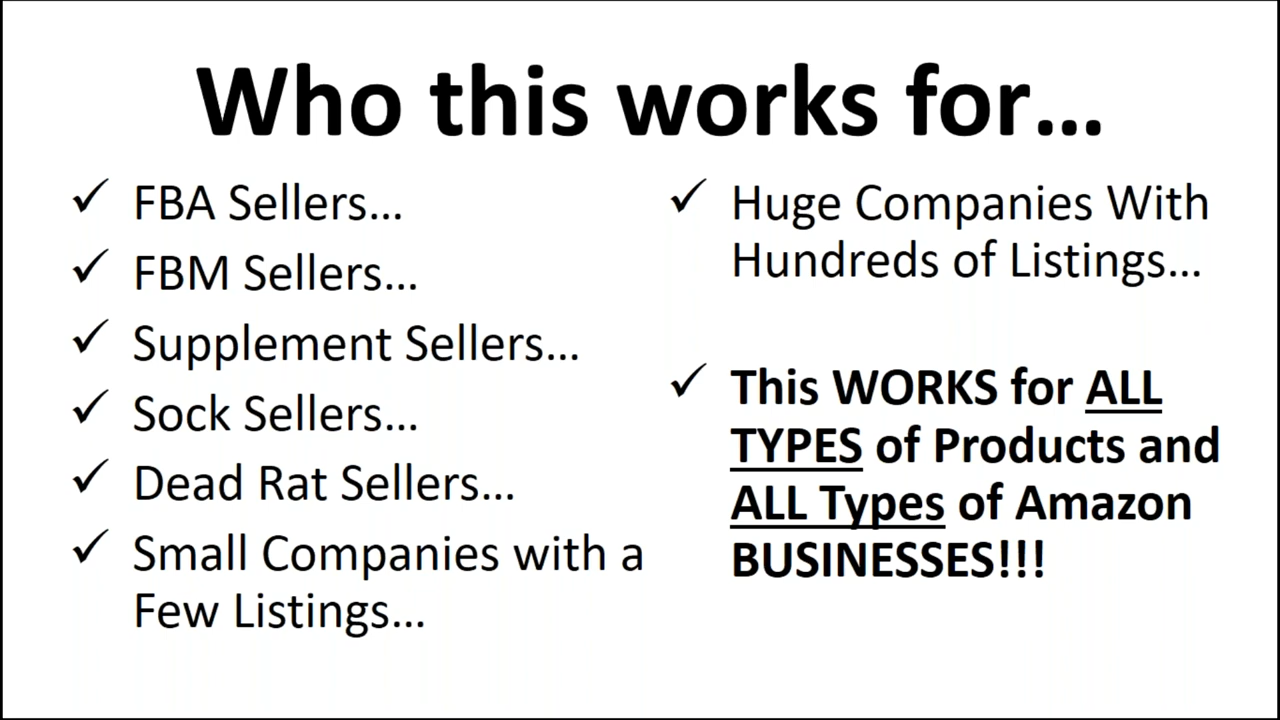 Who this works for...
✓ FBA Sellers...
✓ FBM Sellers...
✓ Supplement Sellers...
✓ Sock Sellers...
✓ Dead Rat Sellers...
✓ Small Companies with a
Few Listings...
✓ Huge Companies With
Hundreds of Listings...
✓ This WORKS for ALL
TYPES of Products and
ALL Types of Amazon
BUSINESSES!!!